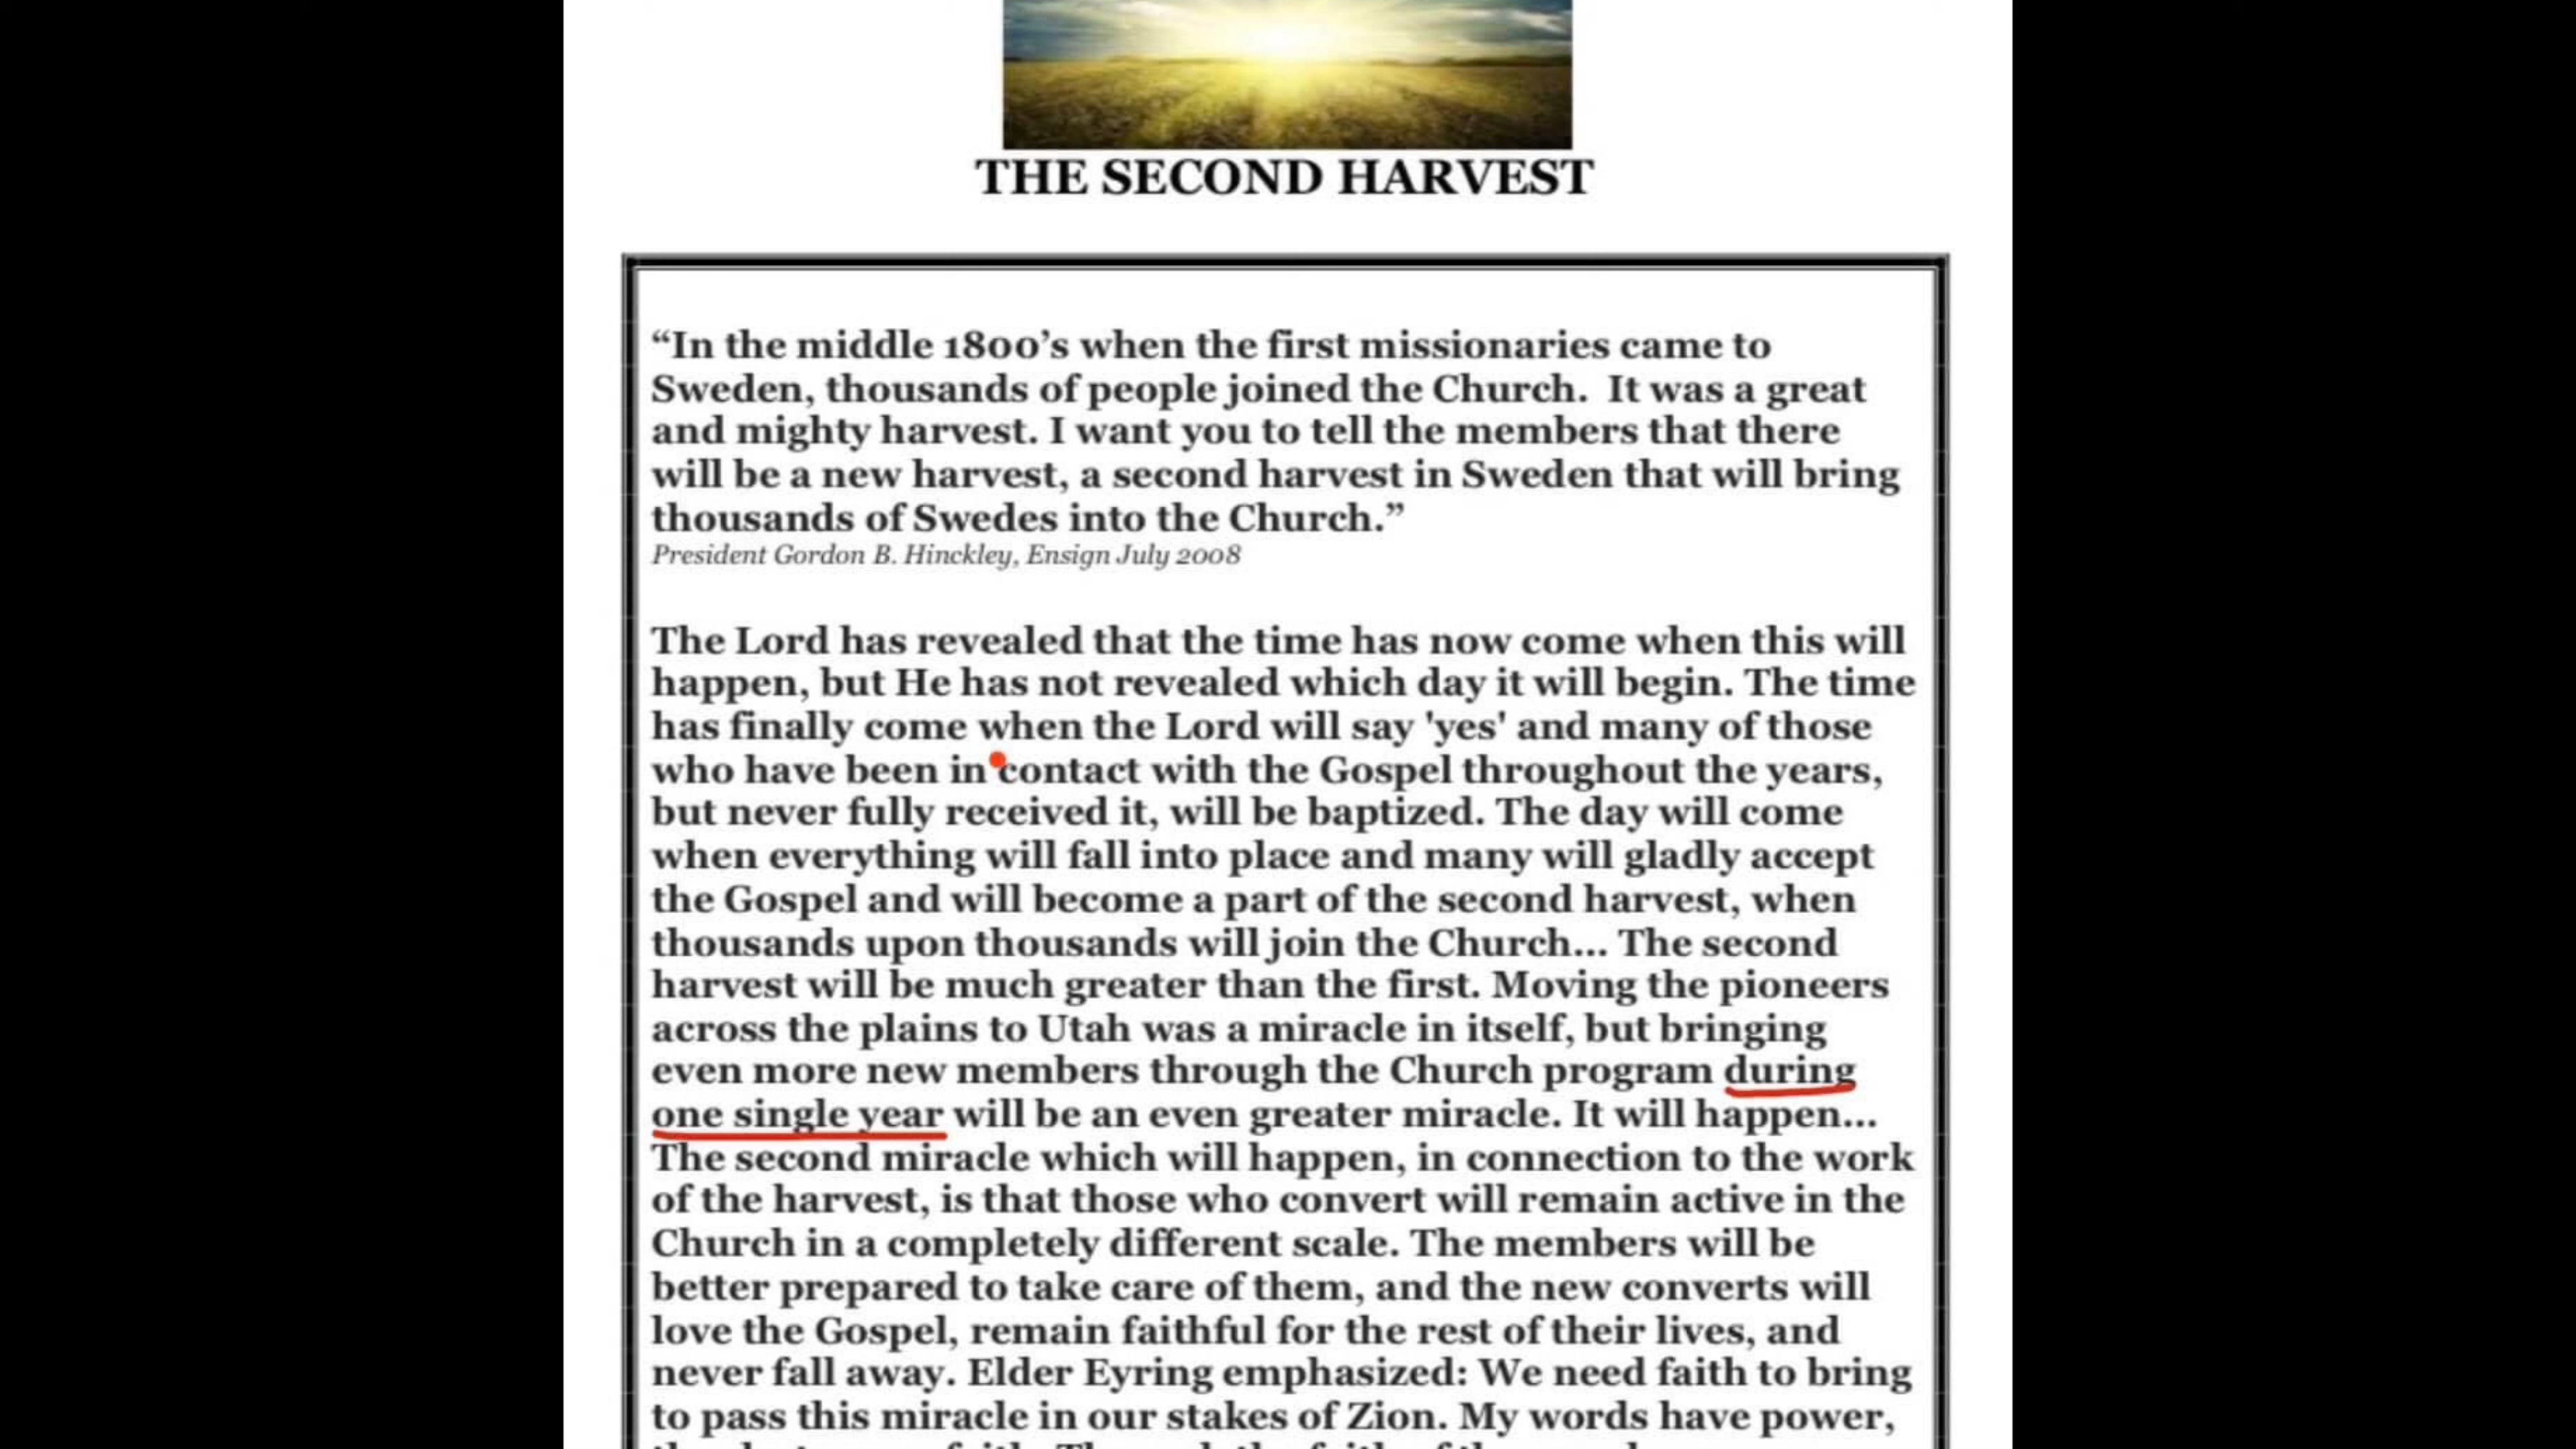 THE SECOND HARVEST
“In the middle 1800’s when the first missionaries came to
Sweden, thousands of people joined the Church.  It was a great
and mighty harvest. I want you to tell the members that there
will be a new harvest, a second harvest in Sweden that will bring
thousands of Swedes into the Church.”
President Gordon B. Hinckley, Ensign July 2008
The Lord has revealed that the time has now come when this will
happen, but He has not revealed which day it will begin. The time
has finally come when the Lord will say 'yes' and many of those
who have been in contact with the Gospel throughout the years,
but never fully received it, will be baptized. The day will come
when everything will fall into place and many will gladly accept
the Gospel and will become a part of the second harvest, when
thousands upon thousands will join the Church... The second
harvest will be much greater than the first. Moving the pioneers
across the plains to Utah was a miracle in itself, but bringing
even more new members through the Church program during
one single year will be an even greater miracle. It will happen...
The second miracle which will happen, in connection to the work
of the harvest, is that those who convert will remain active in the
Church in a completely different scale. The members will be
better prepared to take care of them, and the new converts will
love the Gospel, remain faithful for the rest of their lives, and
never fall away. Elder Eyring emphasized: We need faith to bring
to pass this miracle in our stakes of Zion. My words have power,